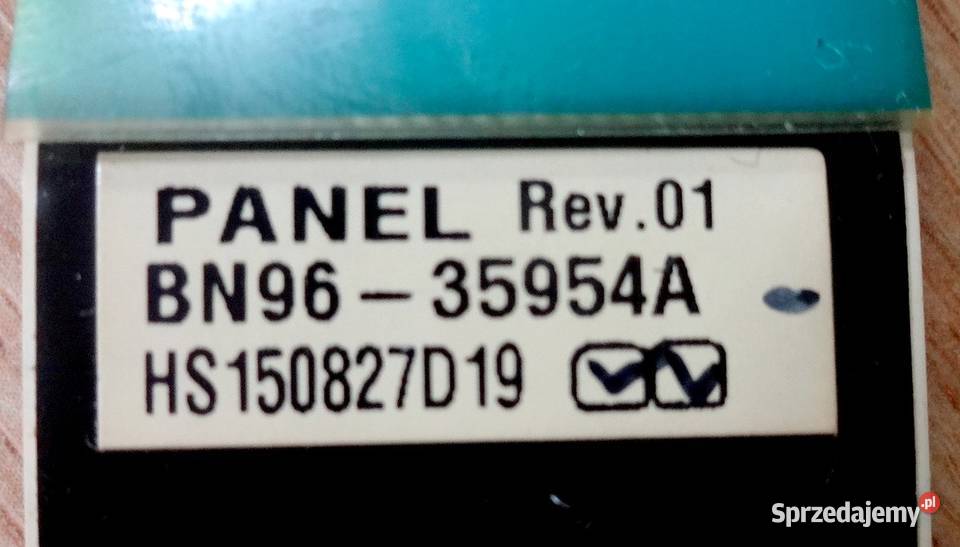 PANEL Rev.01
BN96-35954A
HS150827D19
Sprzedajemy.pl